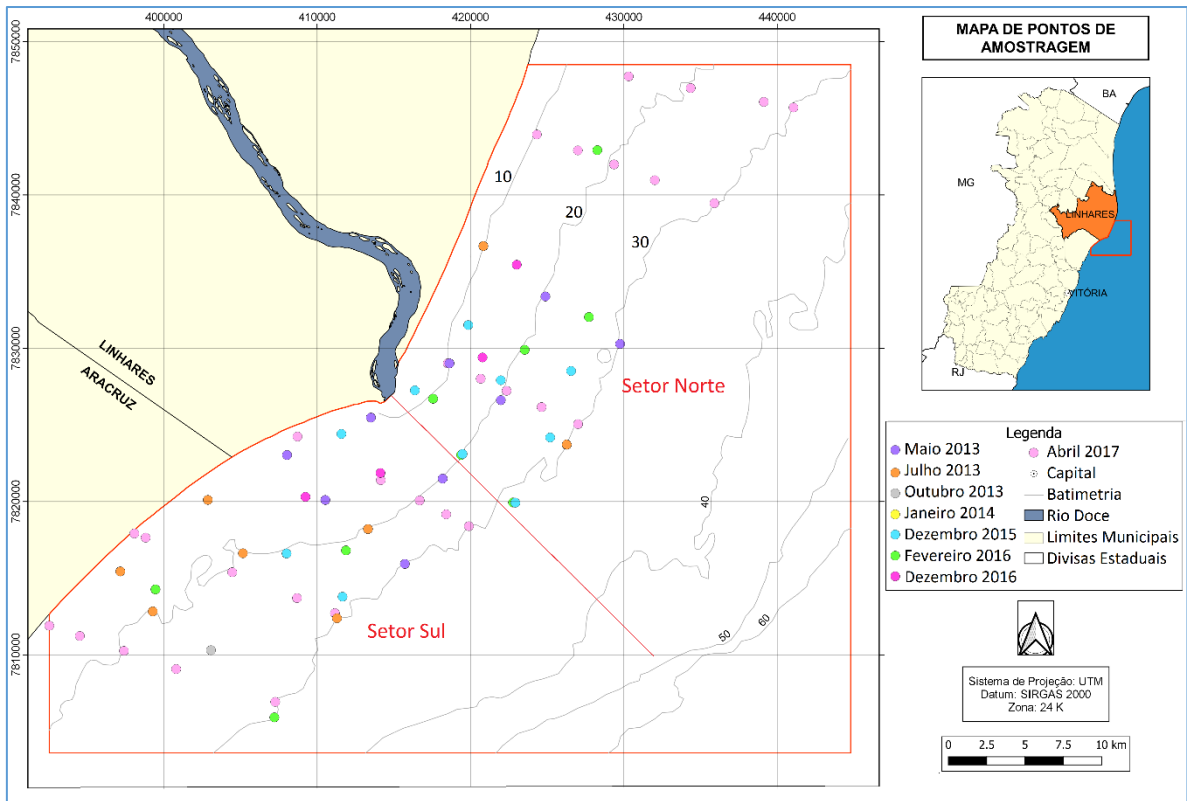 400000
410000
420000
430000
440000
7850000
7840000
7830000
7820000
7810000
10
20
30
40
50
60
LINHARES
ARACRUZ
Setor Norte
Setor Sul
MAPA DE PONTOS DE
AMOSTRAGEM
BA
MG
LINHARES
VITÓRIA
RJ
Legenda
Maio 2013
Julho 2013
Outubro 2013
Janeiro 2014
Dezembro 2015
Fevereiro 2016
Dezembro 2016
Abril 2017
Capital
Batimetria
Rio Doce
Limites Municipais
Divisas Estaduais
Sistema de Projeção: UTM
Datum: SIRGAS 2000
Zona: 24 K
0 2.5 5 7.5 10 km